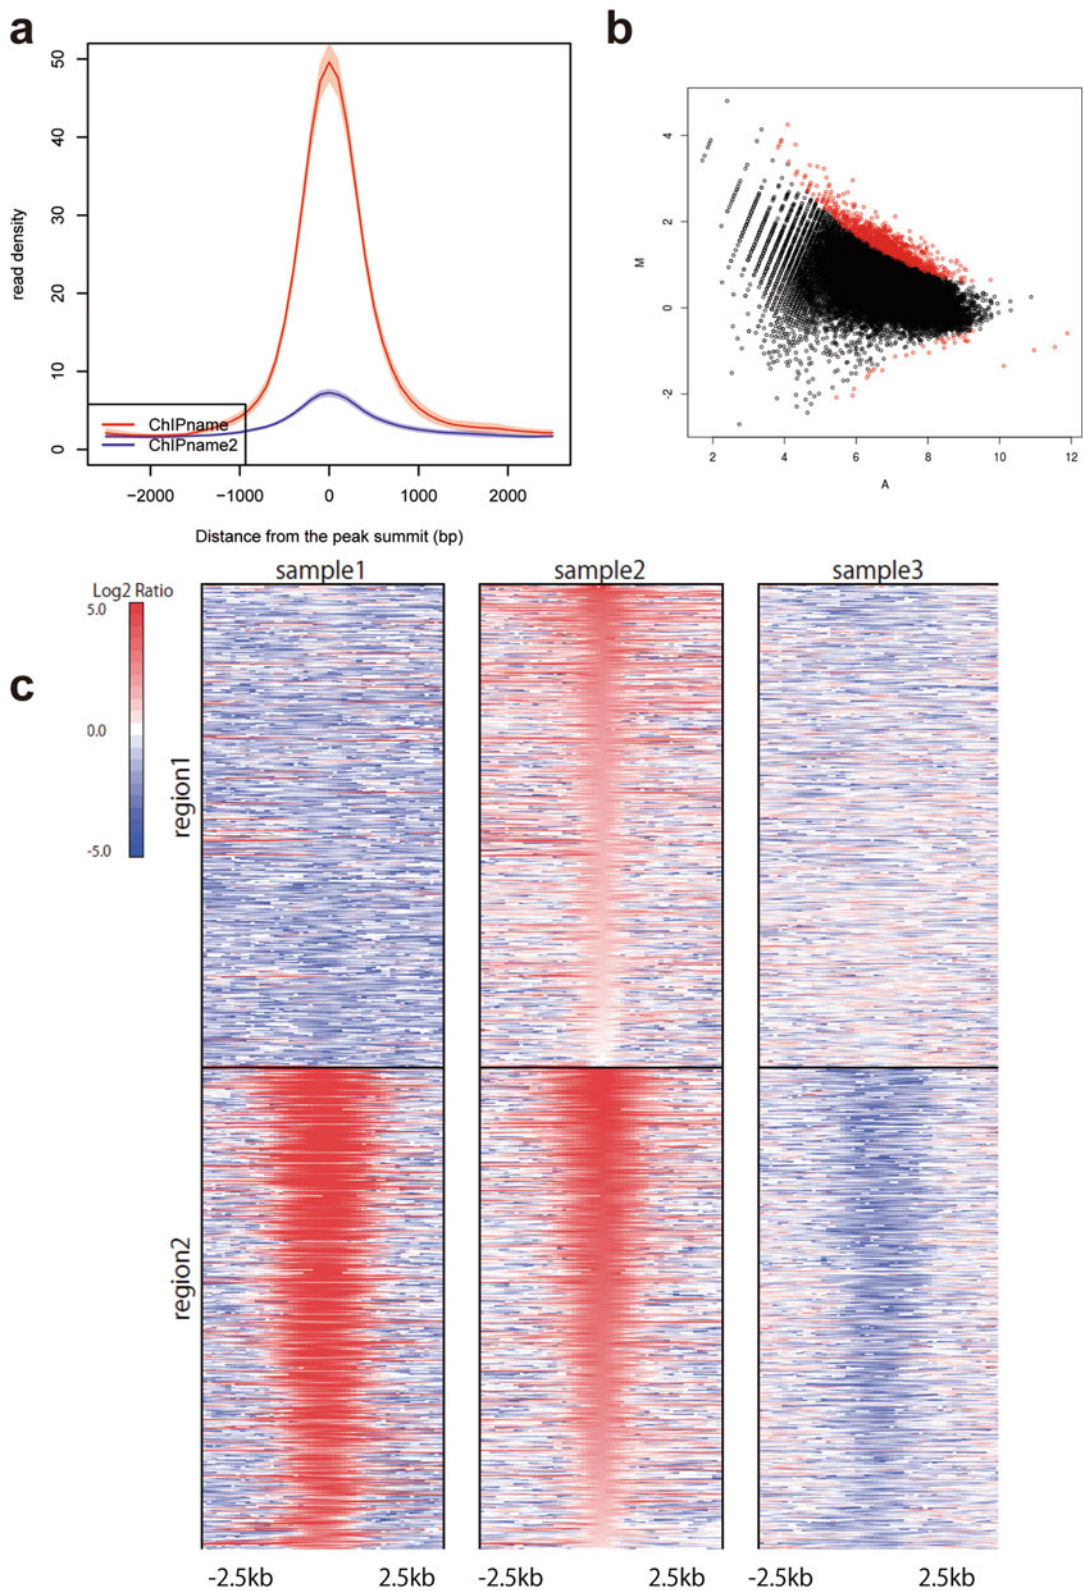 a
50
40
30
20
10
0
read density
ChIPname
ChIPname2
−2000 −1000 0 1000 2000
Distance from the peak summit (bp)
b
4
2
0
-2
M
2 4 6 8 10 12
A
c
Log2 Ratio
5.0
0.0
-5.0
sample1 sample2 sample3
region1
region2
-2.5kb 2.5kb -2.5kb 2.5kb -2.5kb 2.5kb